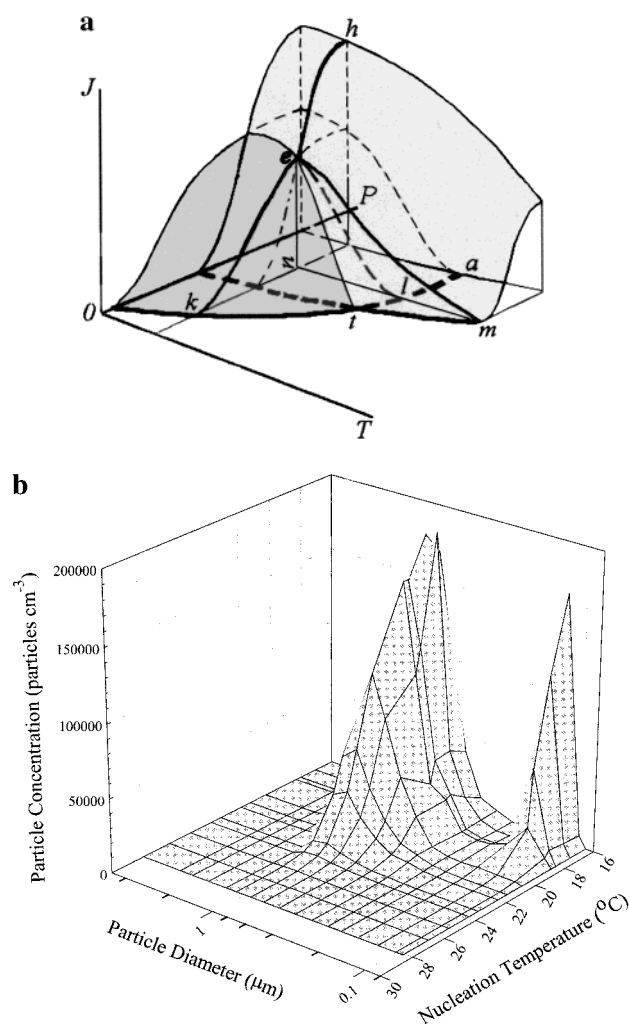 a
h
J
e
P
n
a
l
0
k
t
m
T
b
200000
150000
100000
50000
0
Particle Concentration (particles cm-3)
1
0.1
Particle Diameter (μm)
30
28
26
24
22
20
18
16
Nucleation Temperature (oC)